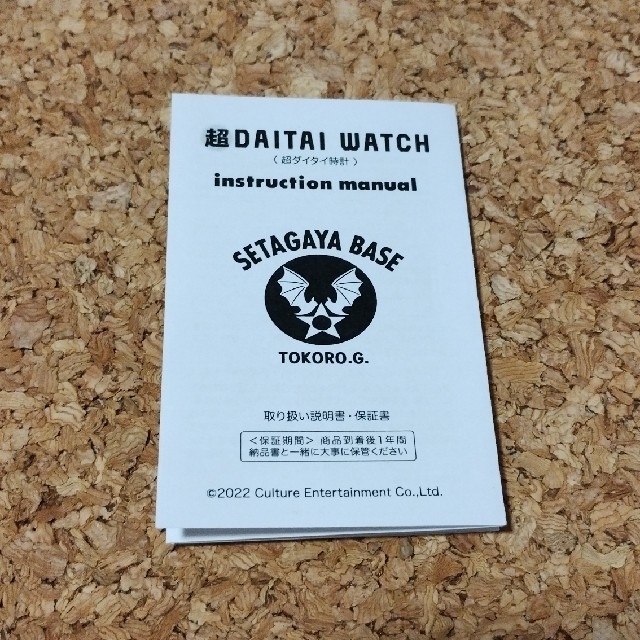 超DAITAI WATCH
（超ダイタイ時計）
instruction manual
SETAGAYA BASE
TOKORO.G.
取り扱い説明書・保証書
＜保証期間＞ 商品到着後1年間
納品書と一緒に大事に保管ください
©2022 Culture Entertainment Co.,Ltd.